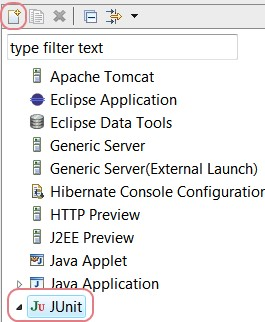 type filter text
Apache Tomcat
Eclipse Application
Eclipse Data Tools
Generic Server
Generic Server(External Launch)
Hibernate Console Configuration
HTTP Preview
J2EE Preview
Java Applet
Java Application
Ju JUnit